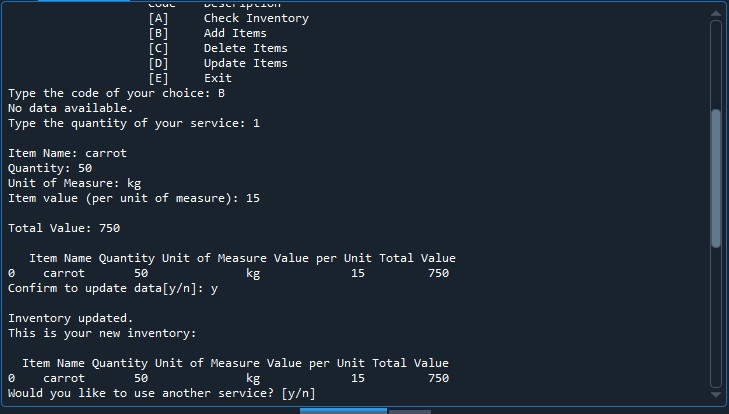 Code Description
[A] Check Inventory
[B] Add Items
[C] Delete Items
[D] Update Items
[E] Exit
Type the code of your choice: B
No data available.
Type the quantity of your service: 1
Item Name: carrot
Quantity: 50
Unit of Measure: kg
Item value (per unit of measure): 15
Total Value: 750
Item Name Quantity Unit of Measure Value per Unit Total Value
0 carrot 50 kg 15 750
Confirm to update data[y/n]: y
Inventory updated.
This is your new inventory:
Item Name Quantity Unit of Measure Value per Unit Total Value
0 carrot 50 kg 15 750
Would you like to use another service? [y/n]